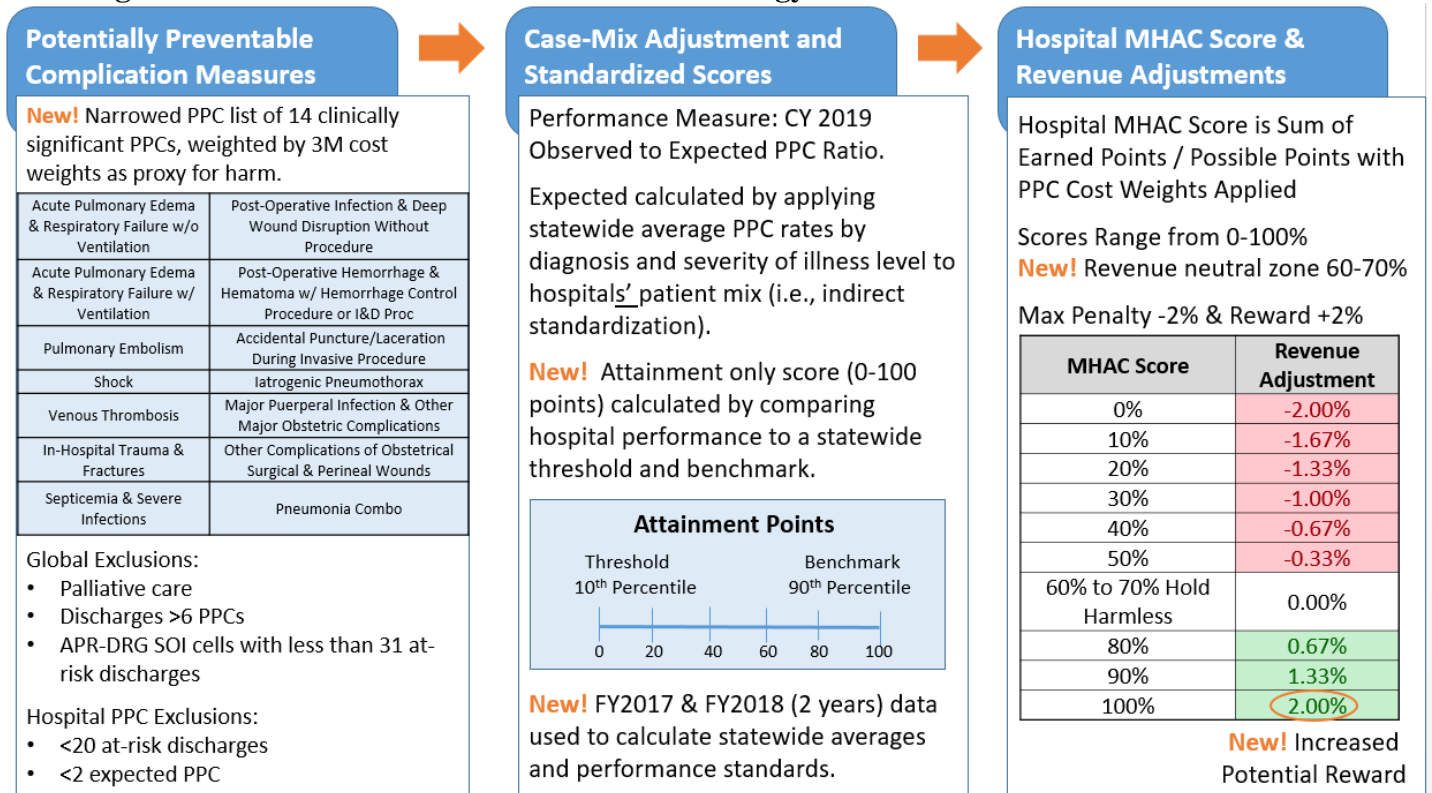 Potentially Preventable
Complication Measures
New! Narrowed PPC list of 14 clinically
significant PPCs, weighted by 3M cost
weights as proxy for harm.
Acute Pulmonary Edema
& Respiratory Failure w/o
Ventilation
Post-Operative Infection & Deep
Wound Disruption Without
Procedure
Acute Pulmonary Edema
& Respiratory Failure w/
Ventilation
Post-Operative Hemorrhage &
Hematoma w/ Hemorrhage Control
Procedure or I&D Proc
Pulmonary Embolism
Accidental Puncture/Laceration
During Invasive Procedure
Shock
Iatrogenic Pneumothorax
Venous Thrombosis
Major Puerperal Infection & Other
Major Obstetric Complications
In-Hospital Trauma &
Fractures
Other Complications of Obstetrical
Surgical & Perineal Wounds
Septicemia & Severe
Infections
Pneumonia Combo
Global Exclusions:
• Palliative care
• Discharges >6 PPCs
• APR-DRG SOI cells with less than 31 at-
risk discharges
Hospital PPC Exclusions:
• <20 at-risk discharges
• <2 expected PPC
Case-Mix Adjustment and
Standardized Scores
Performance Measure: CY 2019
Observed to Expected PPC Ratio.
Expected calculated by applying
statewide average PPC rates by
diagnosis and severity of illness level to
hospitals’ patient mix (i.e., indirect
standardization).
New! Attainment only score (0-100
points) calculated by comparing
hospital performance to a statewide
threshold and benchmark.
Attainment Points
Threshold
10th Percentile
Benchmark
90th Percentile
0 20 40 60 80 100
New! FY2017 & FY2018 (2 years) data
used to calculate statewide averages
and performance standards.
Hospital MHAC Score &
Revenue Adjustments
Hospital MHAC Score is Sum of
Earned Points / Possible Points with
PPC Cost Weights Applied
Scores Range from 0-100%
New! Revenue neutral zone 60-70%
Max Penalty -2% & Reward +2%
MHAC Score
Revenue
Adjustment
0% -2.00%
10% -1.67%
20% -1.33%
30% -1.00%
40% -0.67%
50% -0.33%
60% to 70% Hold
Harmless
0.00%
80% 0.67%
90% 1.33%
100% 2.00%
New! Increased
Potential Reward